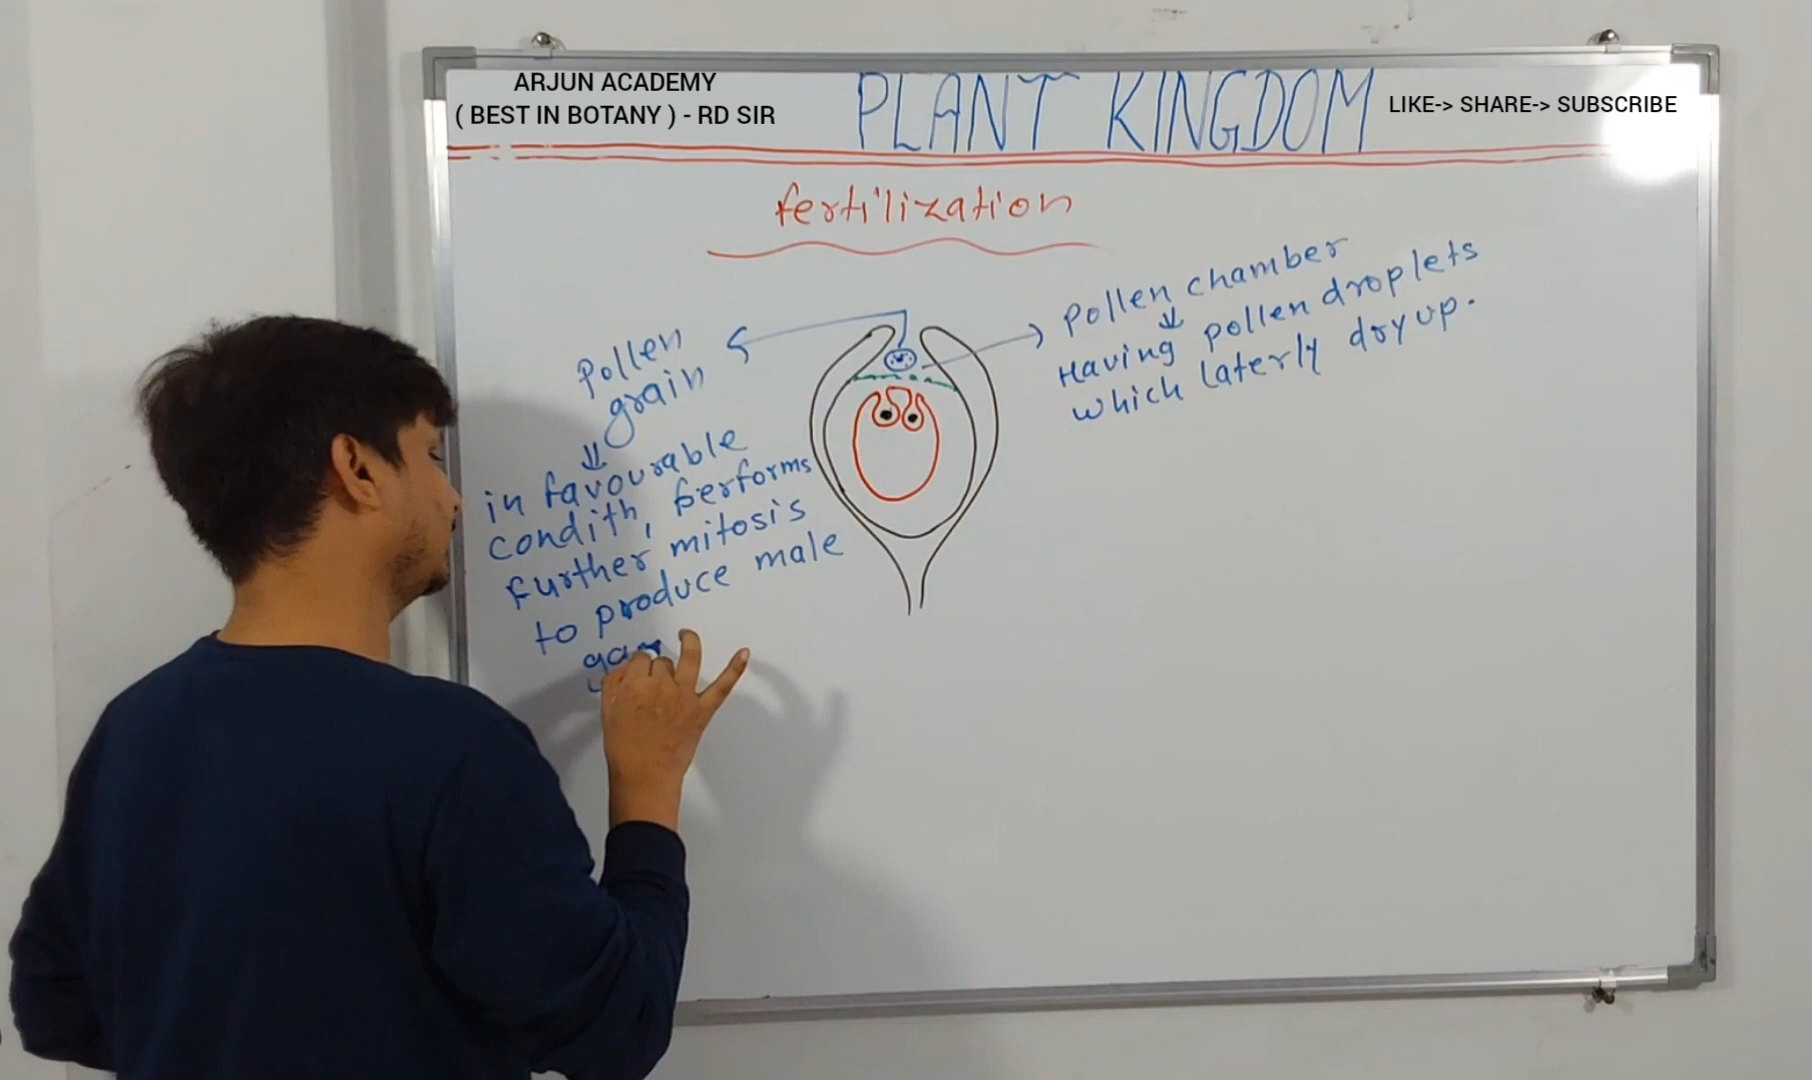 ARJUN ACADEMY
( BEST IN BOTANY ) - RD SIR
PLANT KINGDOM
LIKE-> SHARE-> SUBSCRIBE
fertilization
Pollen
grain
⇓
in favourable
condith, performs
further mitosis
to produce male
Pollen chamber
⇓
Having pollen droplets
which laterly dry up.